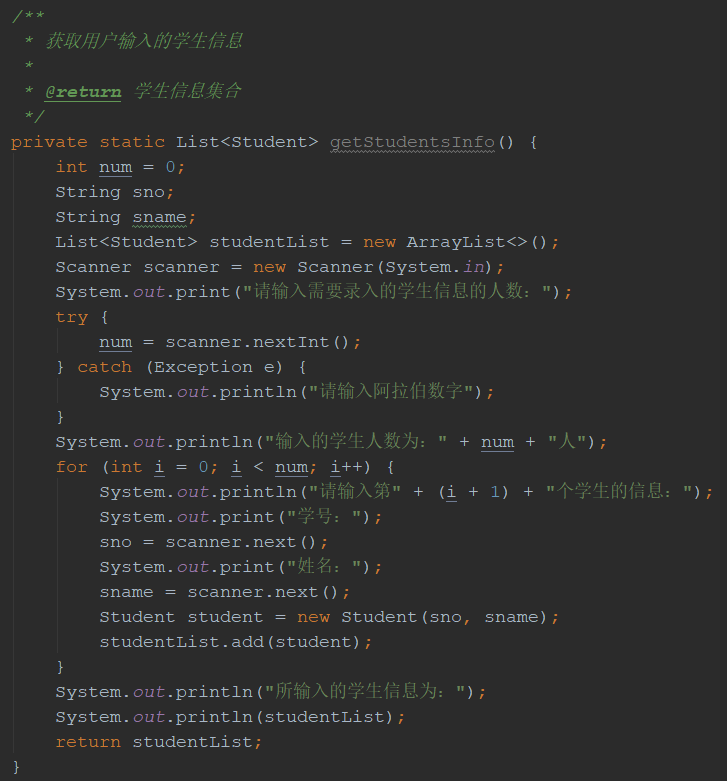 /**
 * 获取用户输入的学生信息
 *
 * @return 学生信息集合
 */
private static List<Student> getStudentsInfo() {
    int num = 0;
    String sno;
    String sname;
    List<Student> studentList = new ArrayList<>();
    Scanner scanner = new Scanner(System.in);
    System.out.print("请输入需要录入的学生信息的人数：");
    try {
        num = scanner.nextInt();
    } catch (Exception e) {
        System.out.println("请输入阿拉伯数字");
    }
    System.out.println("输入的学生人数为：" + num + "人");
    for (int i = 0; i < num; i++) {
        System.out.println("请输入第" + (i + 1) + "个学生的信息：");
        System.out.print("学号：");
        sno = scanner.next();
        System.out.print("姓名：");
        sname = scanner.next();
        Student student = new Student(sno, sname);
        studentList.add(student);
    }
    System.out.println("所输入的学生信息为：");
    System.out.println(studentList);
    return studentList;
}